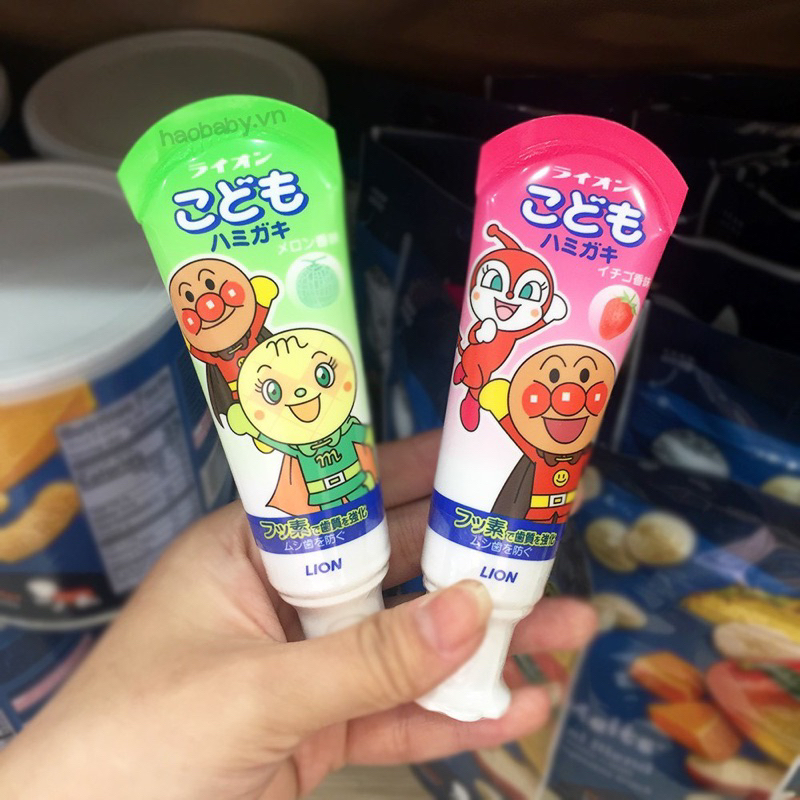 haobaby.vn
ライオン
こども
ハミガキ
メロン香味
m
フッ素で歯質を強化
ムシ歯を防ぐ
LION
ライオン
こども
ハミガキ
イチゴ香味
フッ素で歯質を強化
ムシ歯を防ぐ
LION